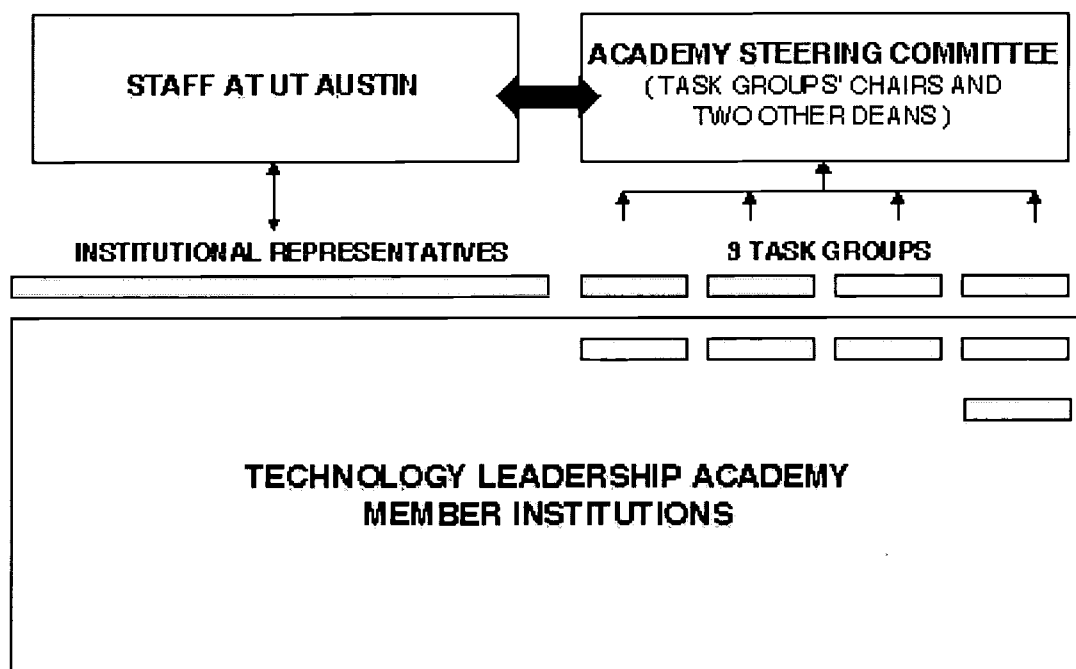 STAFF AT UT AUSTIN
ACADEMY STEERING COMMITTEE
(TASK GROUPS' CHAIRS AND
TWO OTHER DEANS)
INSTITUTIONAL REPRESENTATIVES
9 TASK GROUPS
TECHNOLOGY LEADERSHIP ACADEMY
MEMBER INSTITUTIONS